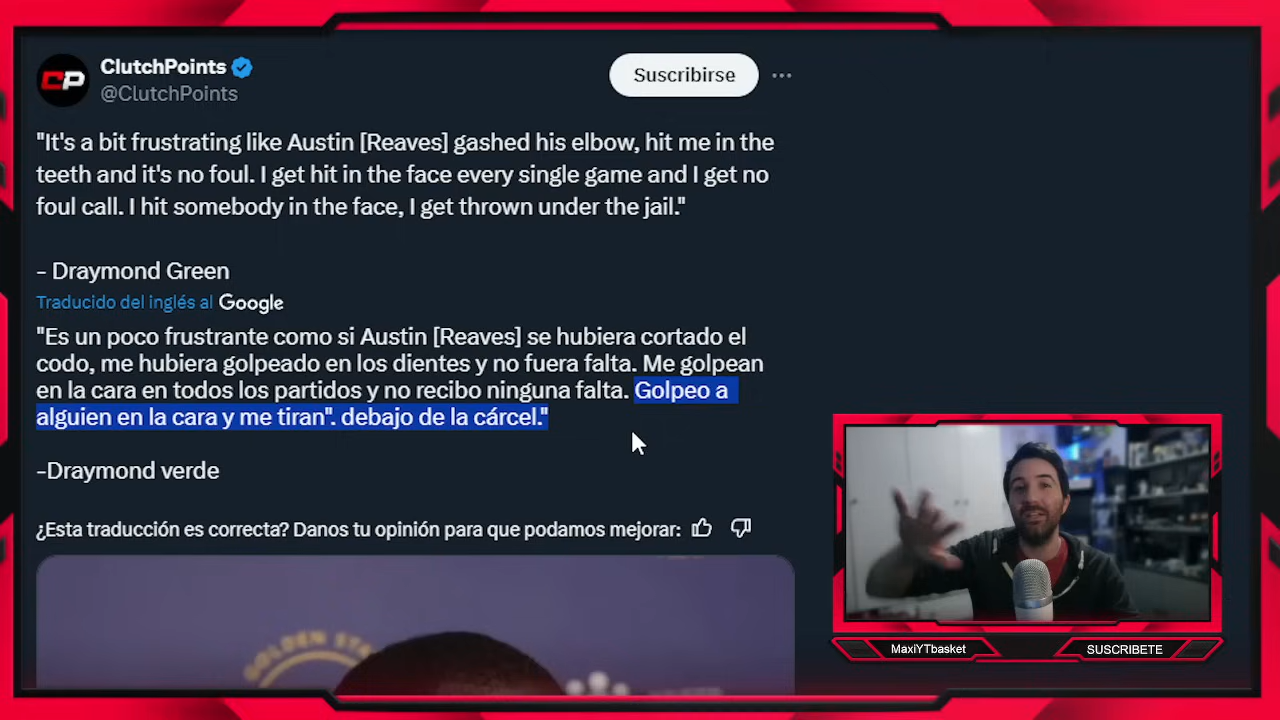 ClutchPoints
@ClutchPoints
Suscribirse
"It's a bit frustrating like Austin [Reaves] gashed his elbow, hit me in the
teeth and it's no foul. I get hit in the face every single game and I get no
foul call. I hit somebody in the face, I get thrown under the jail."
- Draymond Green
Traducido del inglés al Google
"Es un poco frustrante como si Austin [Reaves] se hubiera cortado el
codo, me hubiera golpeado en los dientes y no fuera falta. Me golpean
en la cara en todos los partidos y no recibo ninguna falta. Golpeo a
alguien en la cara y me tiran". debajo de la cárcel."
-Draymond verde
¿Esta traducción es correcta? Danos tu opinión para que podamos mejorar:
GOLDEN STA
MaxiYTbasket
SUSCRIBETE